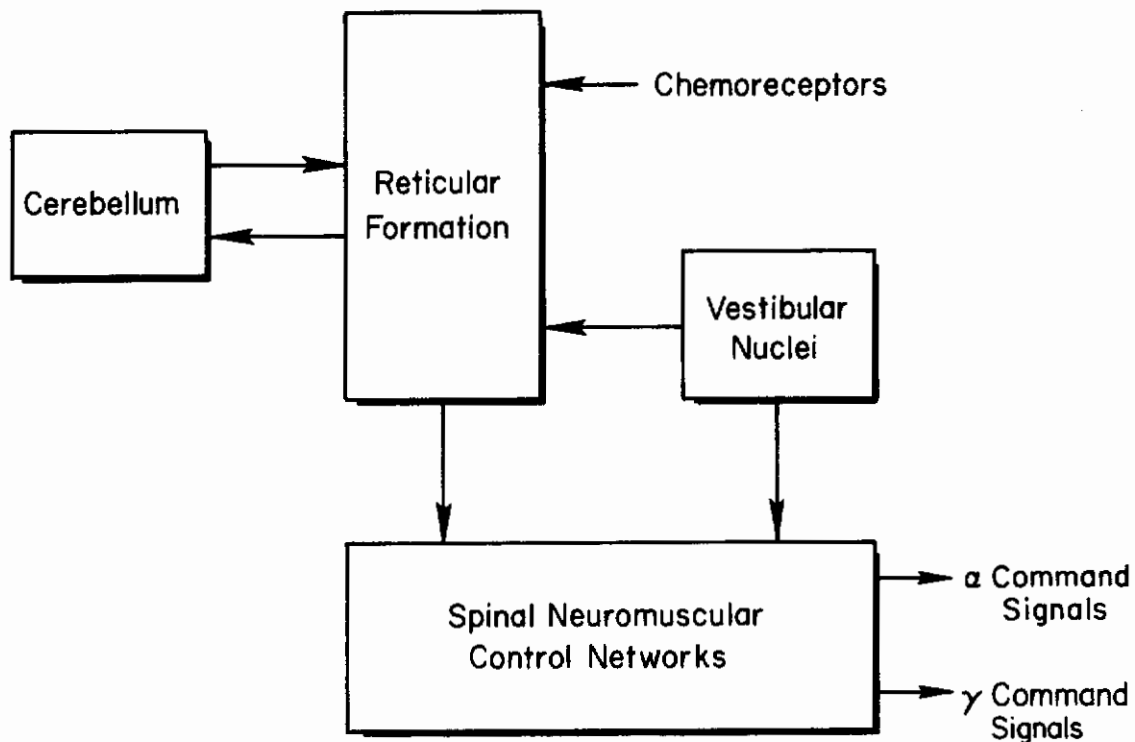 Chemoreceptors
Cerebellum
Reticular
Formation
Vestibular
Nuclei
Spinal Neuromuscular
Control Networks
α Command
Signals
γ Command
Signals